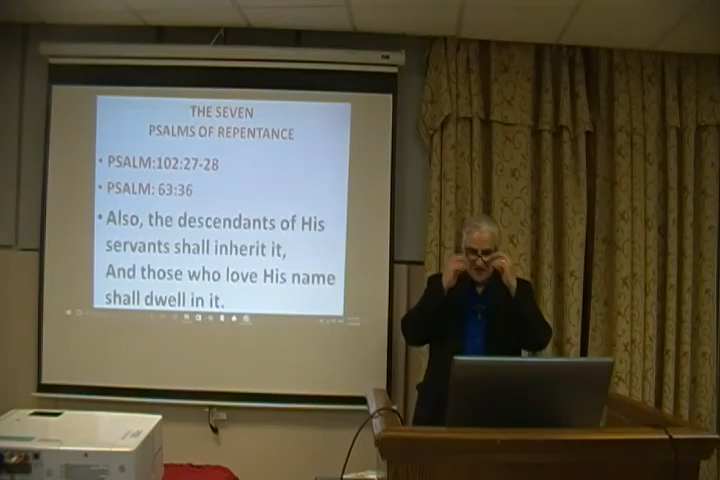 THE SEVEN
PSALMS OF REPENTANCE
• PSALM:102:27-28
• PSALM: 63:36
• Also, the descendants of His
servants shall inherit it,
And those who love His name
shall dwell in it.